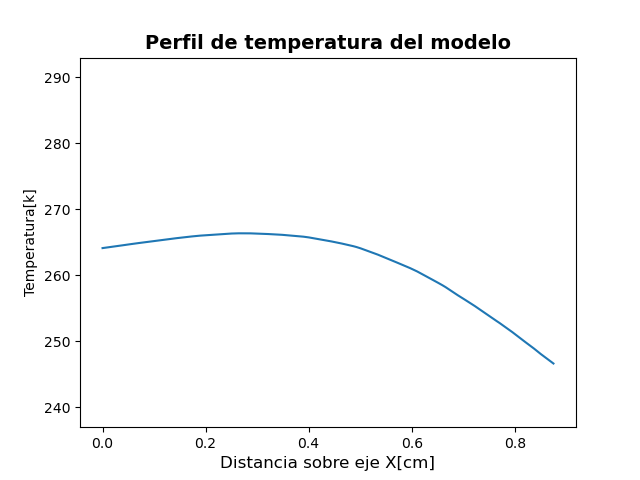 Perfil de temperatura del modelo
290
280
270
260
250
240
Temperatura[k]
0.0 0.2 0.4 0.6 0.8
Distancia sobre eje X[cm]